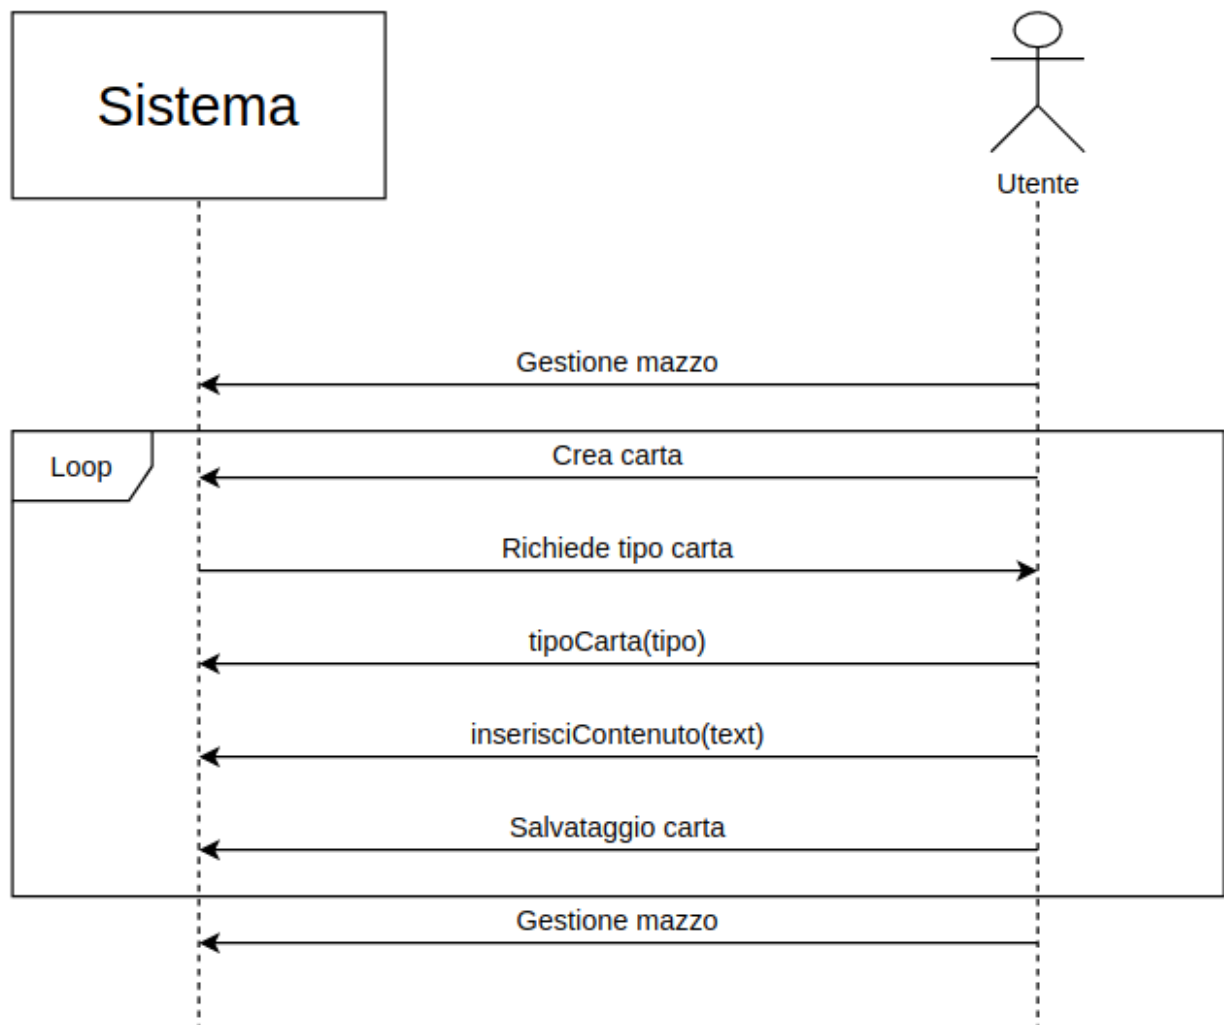 Sistema
Utente
Gestione mazzo
Loop
Crea carta
Richiede tipo carta
tipoCarta(tipo)
inserisciContenuto(text)
Salvataggio carta
Gestione mazzo